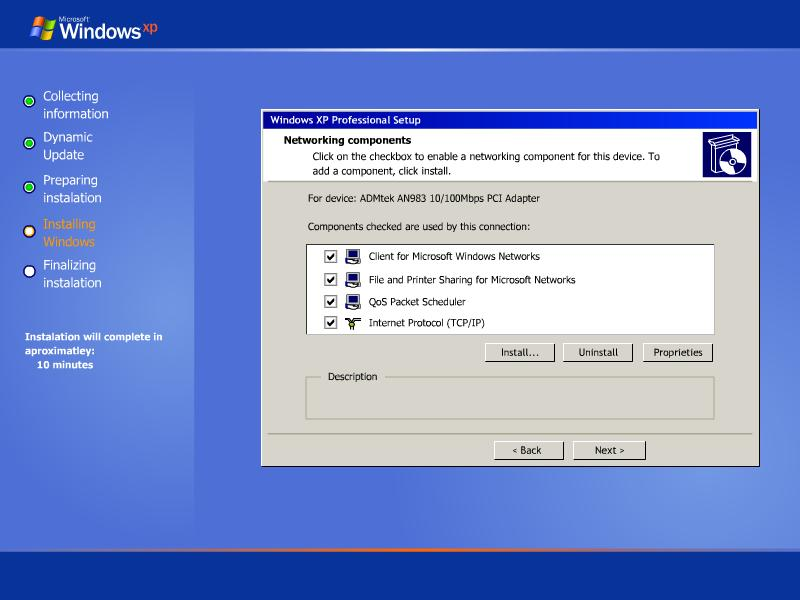 Microsoft
Windows xp
Collecting
information
Dynamic
Update
Preparing
instalation
Installing
Windows
Finalizing
instalation
Instalation will complete in
aproximatley:
10 minutes
Windows XP Professional Setup
Networking components
Click on the checkbox to enable a networking component for this device. To
add a component, click install.
For device: ADMtek AN983 10/100Mbps PCI Adapter
Components checked are used by this connection:
Client for Microsoft Windows Networks
File and Printer Sharing for Microsoft Networks
QoS Packet Scheduler
Internet Protocol (TCP/IP)
Install... Uninstall Proprieties
Description
< Back Next >